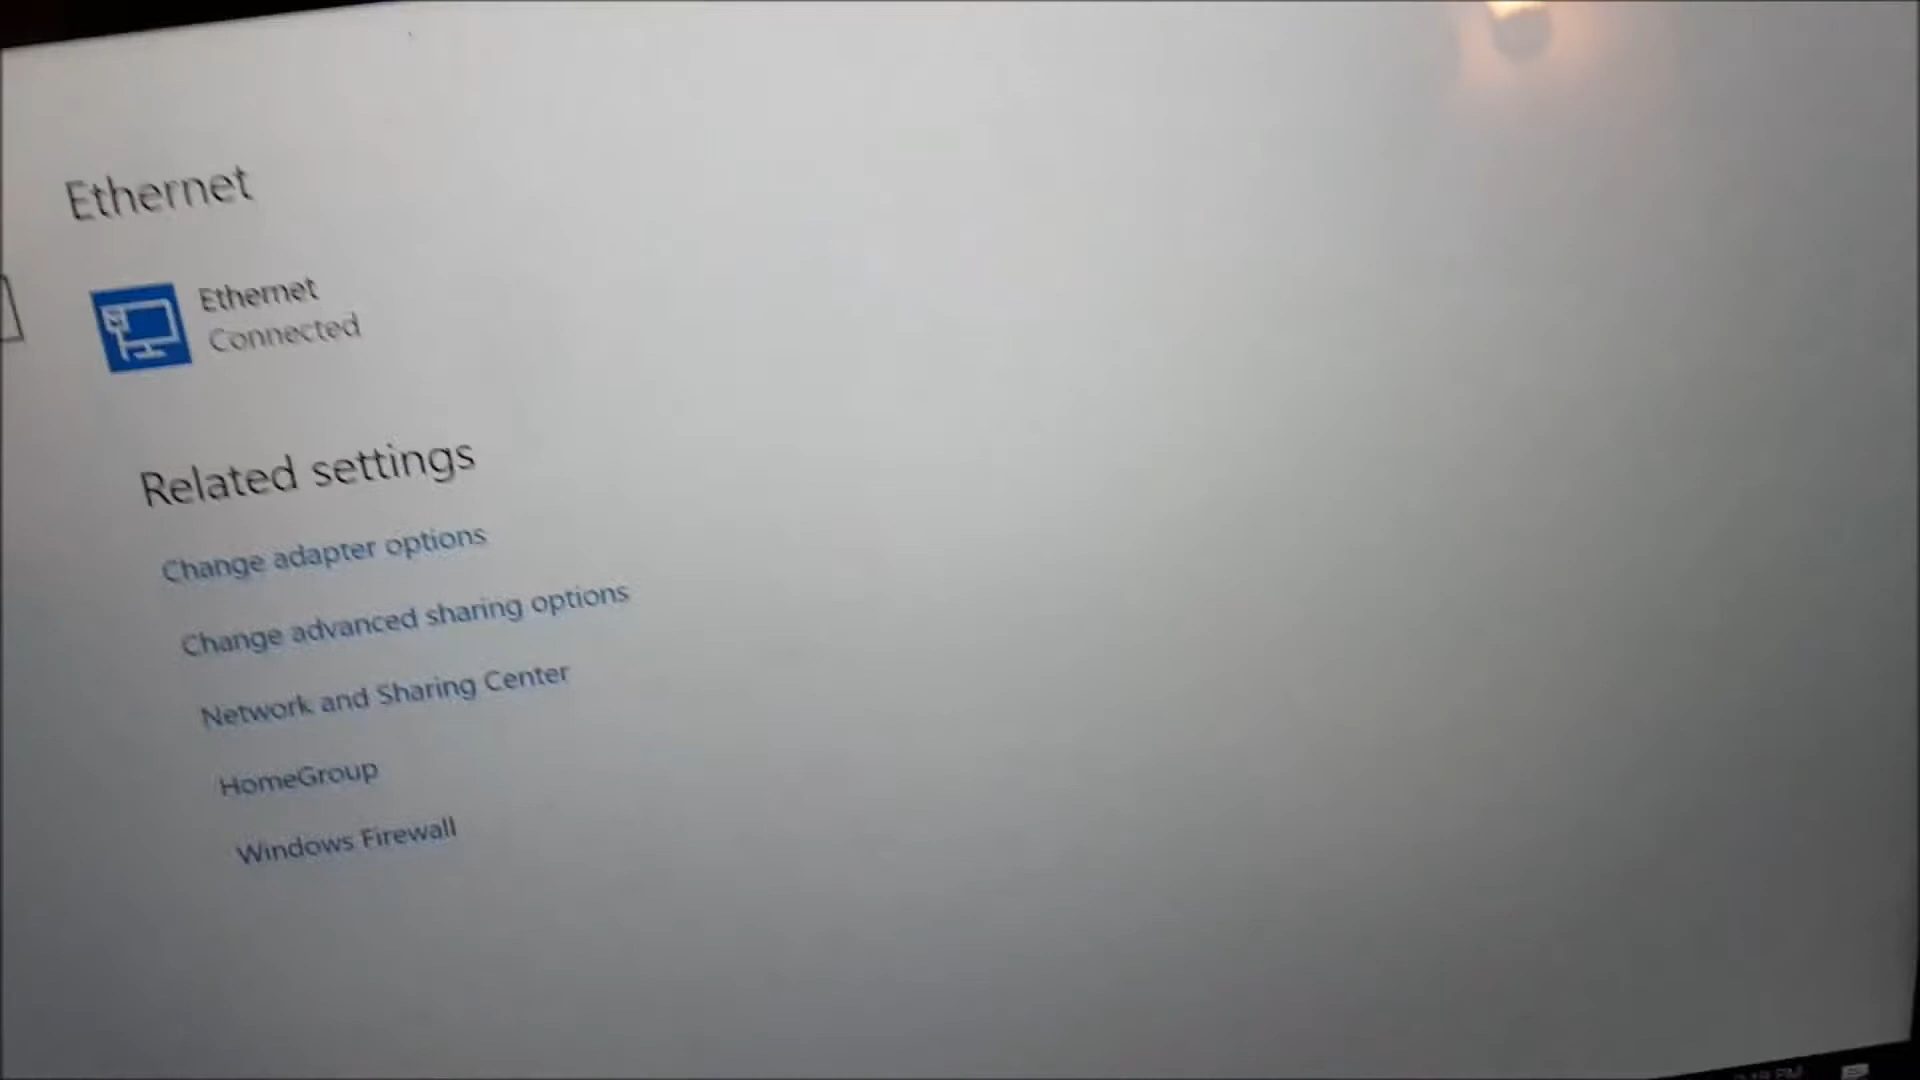 Ethernet
Ethernet
Connected
Related settings
Change adapter options
Change advanced sharing options
Network and Sharing Center
HomeGroup
Windows Firewall